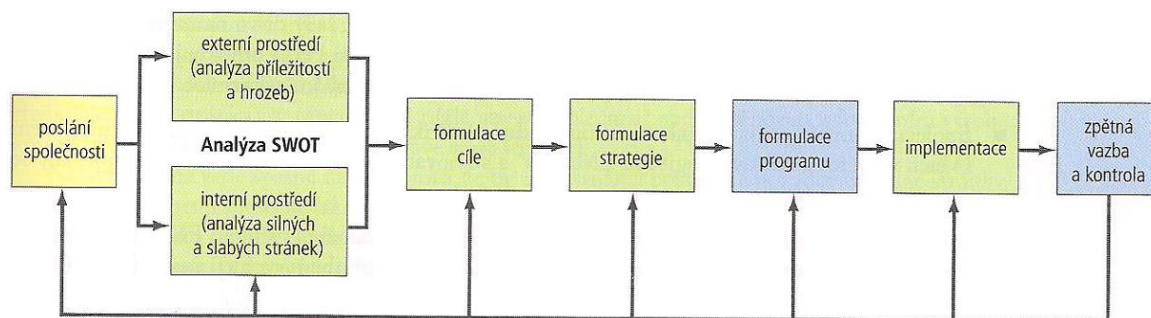 poslání
společnosti
externí prostředí
(analýza příležitostí
a hrozeb)
Analýza SWOT
interní prostředí
(analýza silných
a slabých stránek)
formulace
cíle
formulace
strategie
formulace
programu
implementace
zpětná
vazba
a kontrola